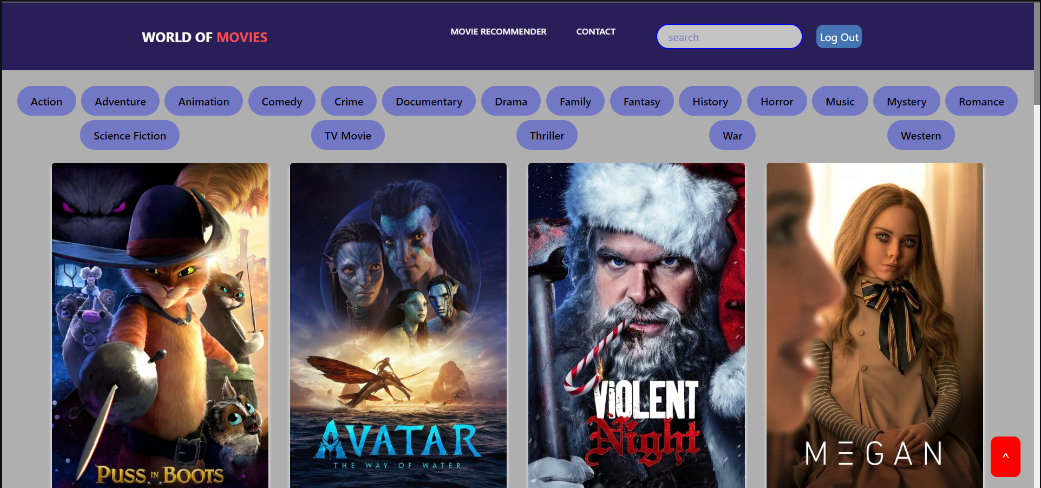 WORLD OF MOVIES
MOVIE RECOMMENDER
CONTACT
search
Log Out
Action
Adventure
Animation
Comedy
Crime
Documentary
Drama
Family
Fantasy
History
Horror
Music
Mystery
Romance
Science Fiction
TV Movie
Thriller
War
Western
PUSS IN BOOTS
AVATAR
THE WAY OF WATER
VIOLENT
Night
MEGAN
^